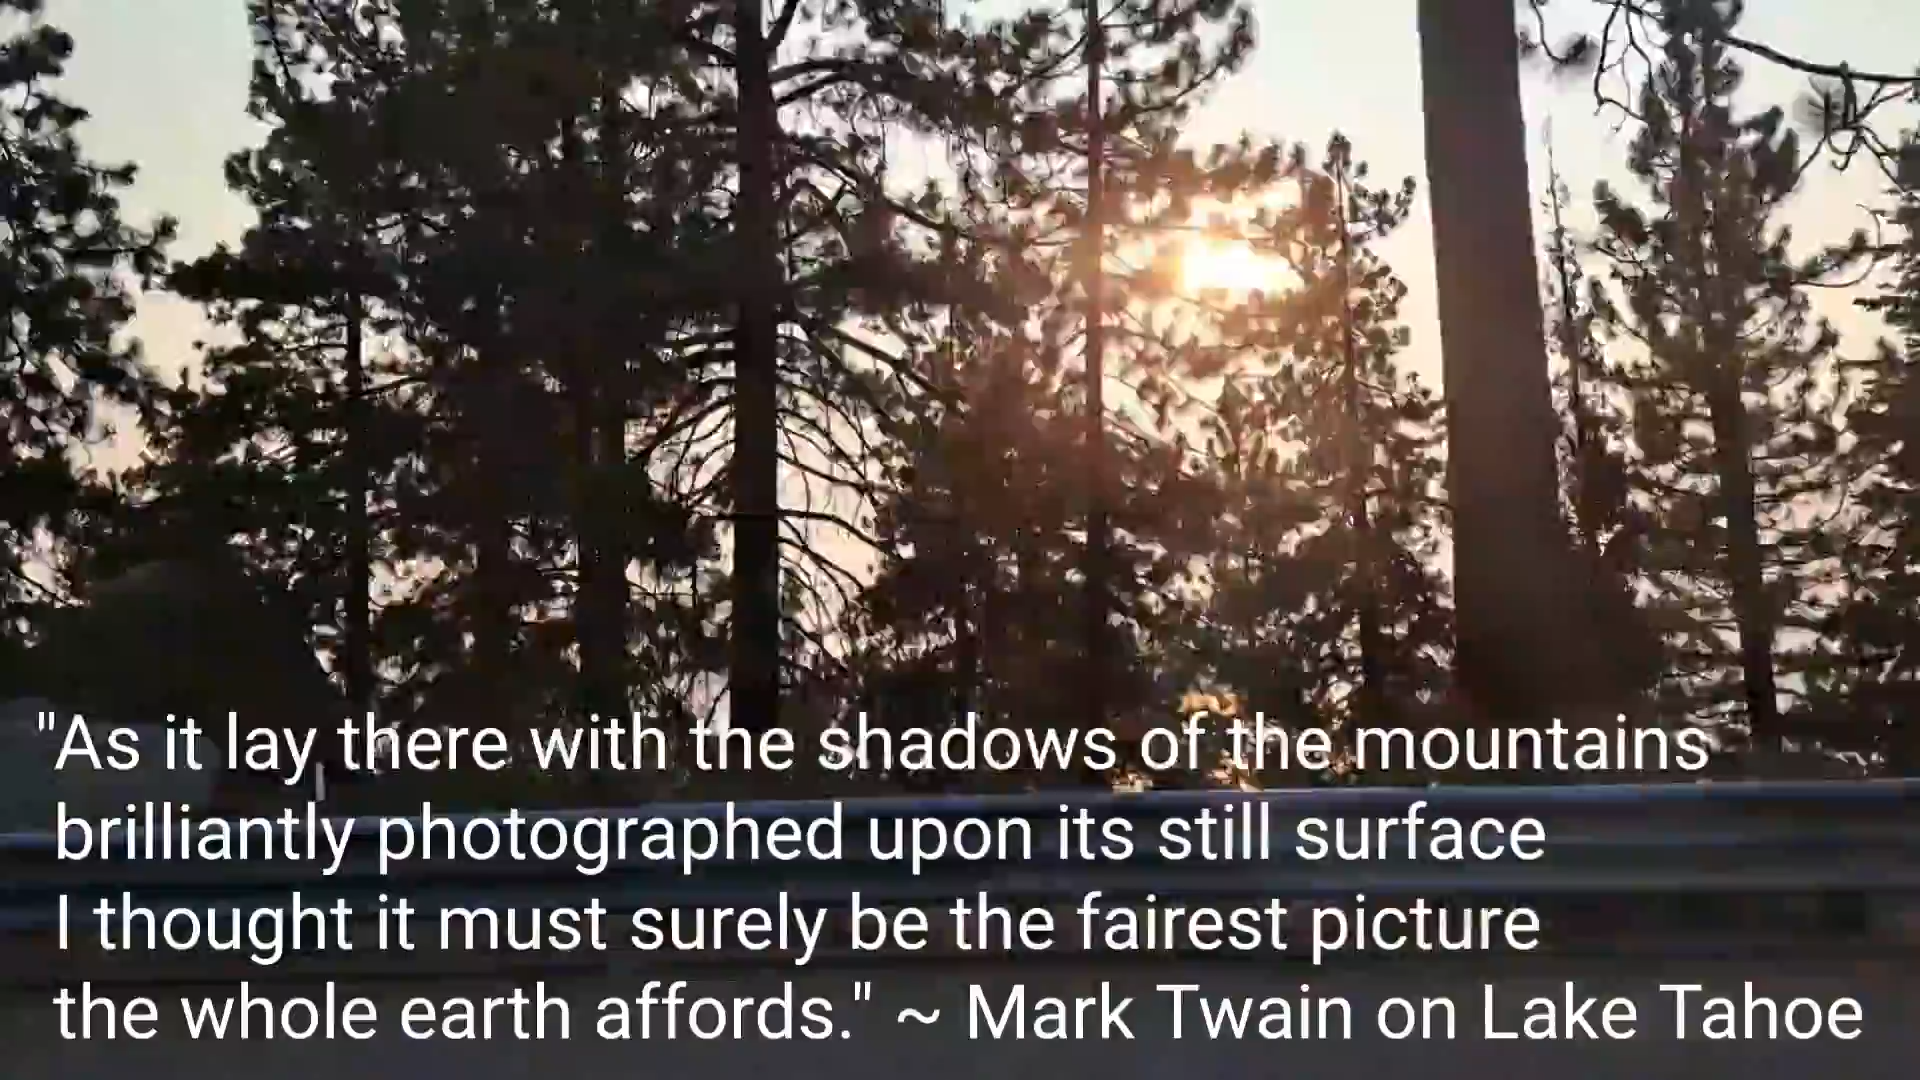 "As it lay there with the shadows of the mountains
brilliantly photographed upon its still surface
I thought it must surely be the fairest picture
the whole earth affords." ~ Mark Twain on Lake Tahoe